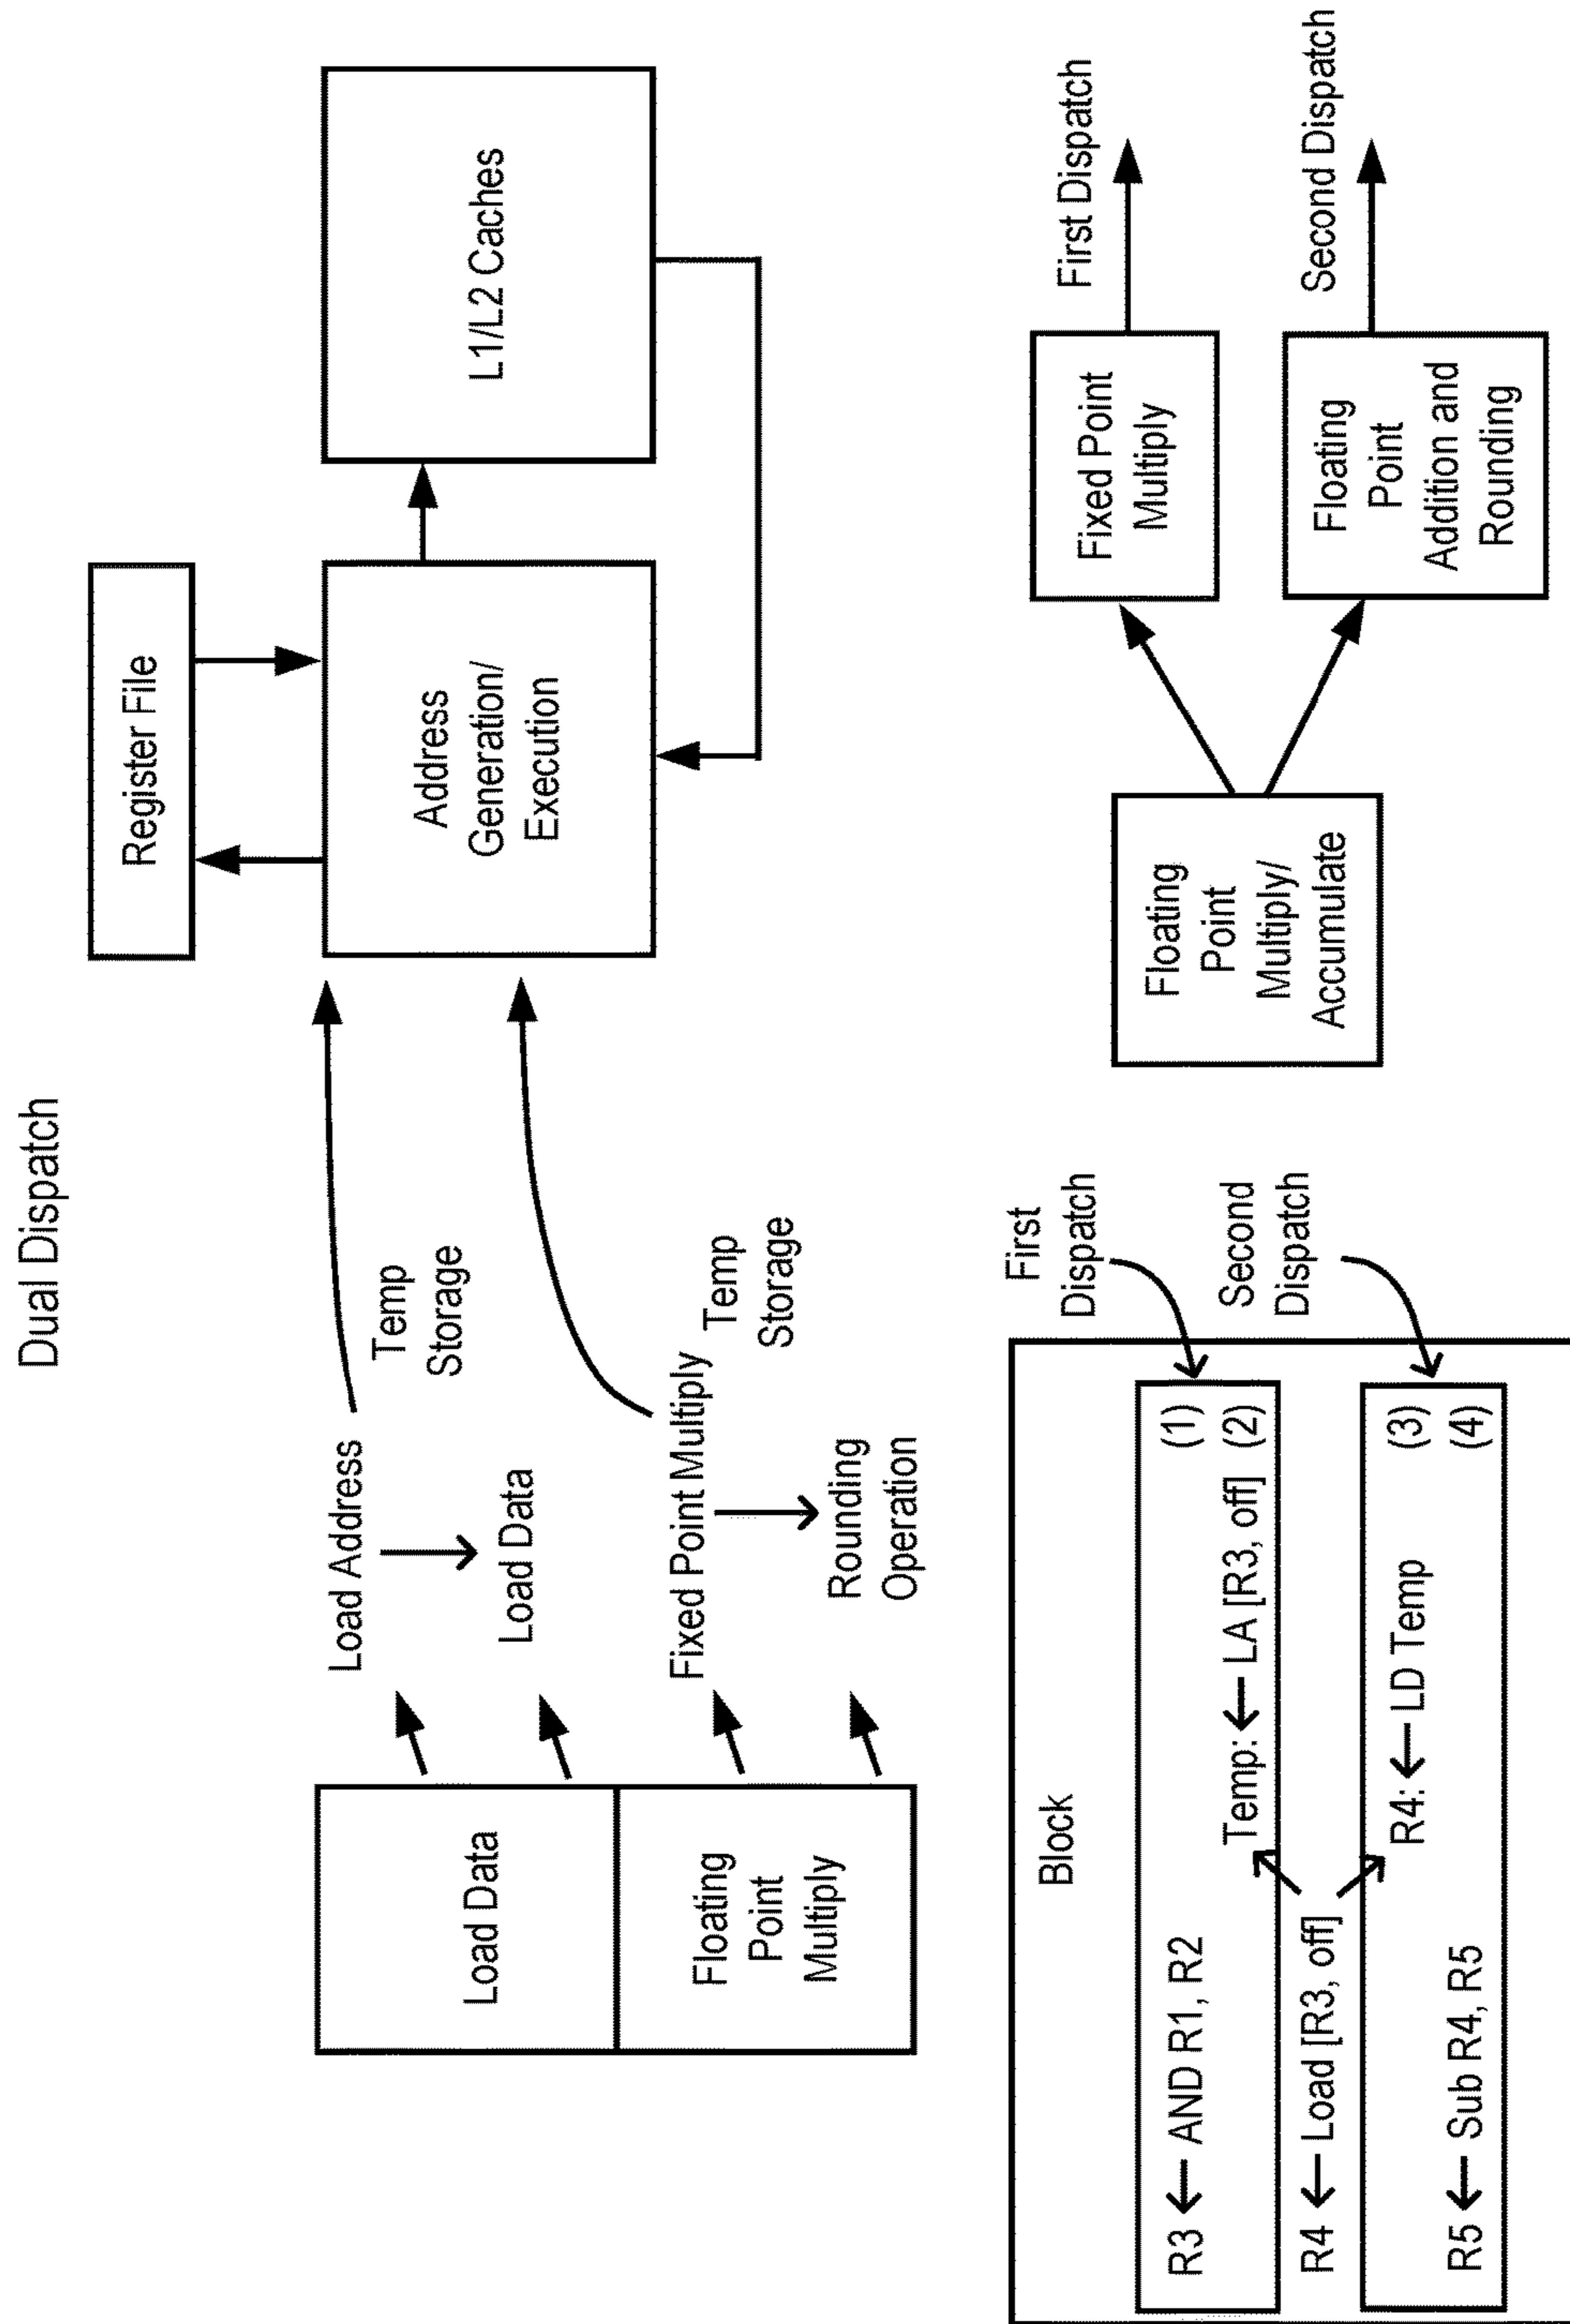 Dual Dispatch
Load Data
Floating
Point
Multiply
Load Address
Load Data
Temp
Storage
Fixed Point Multiply
Rounding
Operation
Temp
Storage
Register File
Address
Generation/
Execution
L1/L2 Caches
Block
R3 ← AND R1, R2 (1)
Temp: ← LA [R3, off] (2)
R4 ← Load [R3, off]
R4: ← LD Temp (3)
R5 ← Sub R4, R5 (4)
First
Dispatch
Second
Dispatch
Floating
Point
Multiply/
Accumulate
Fixed Point
Multiply
Floating
Point
Addition and
Rounding
First Dispatch
Second Dispatch